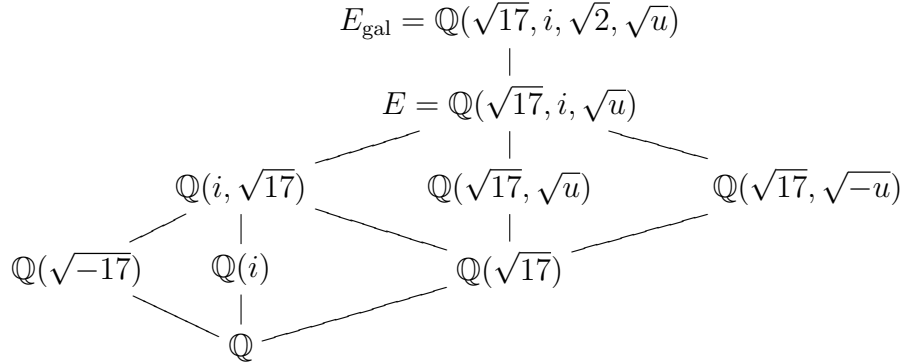 E_gal = ℚ(√17, i, √2, √u)
E = ℚ(√17, i, √u)
ℚ(i, √17) ℚ(√17, √u) ℚ(√17, √−u)
ℚ(√−17) ℚ(i) ℚ(√17)
ℚ